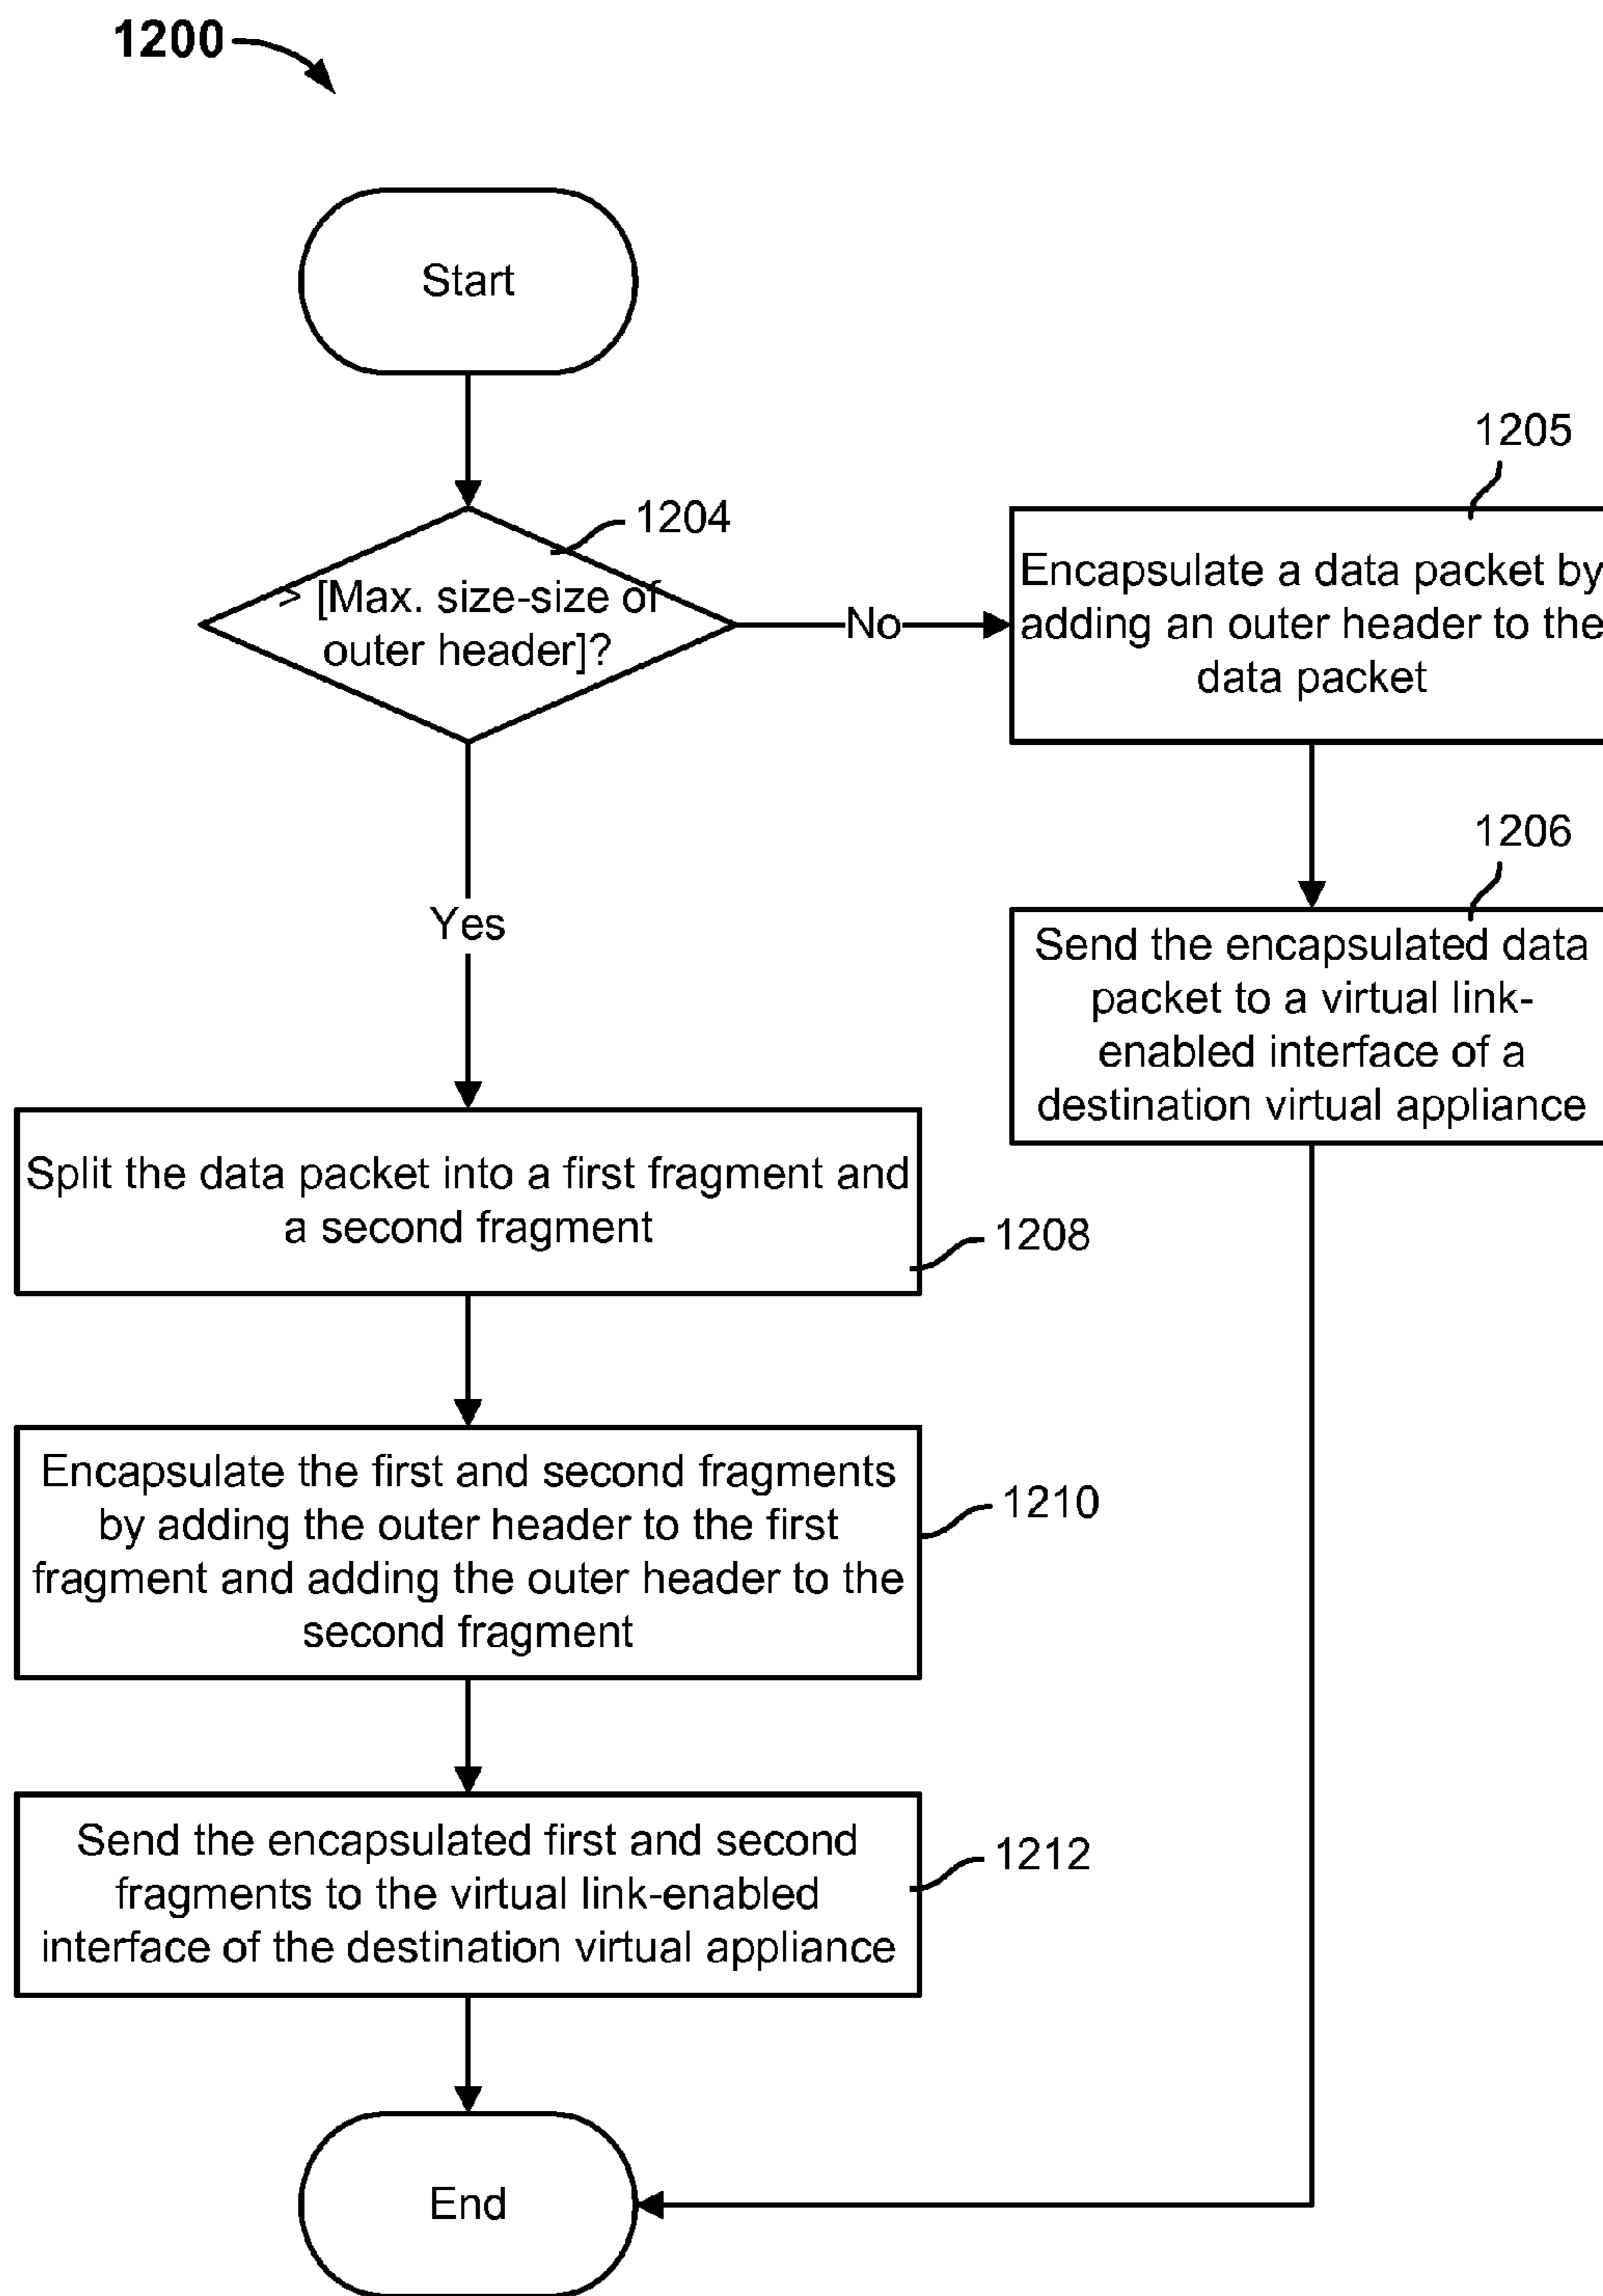 1200
Start
1204
> [Max. size-size of
outer header]?
No
1205
Encapsulate a data packet by
adding an outer header to the
data packet
1206
Send the encapsulated data
packet to a virtual link-
enabled interface of a
destination virtual appliance
Yes
Split the data packet into a first fragment and
a second fragment
1208
Encapsulate the first and second fragments
by adding the outer header to the first
fragment and adding the outer header to the
second fragment
1210
Send the encapsulated first and second
fragments to the virtual link-enabled
interface of the destination virtual appliance
1212
End